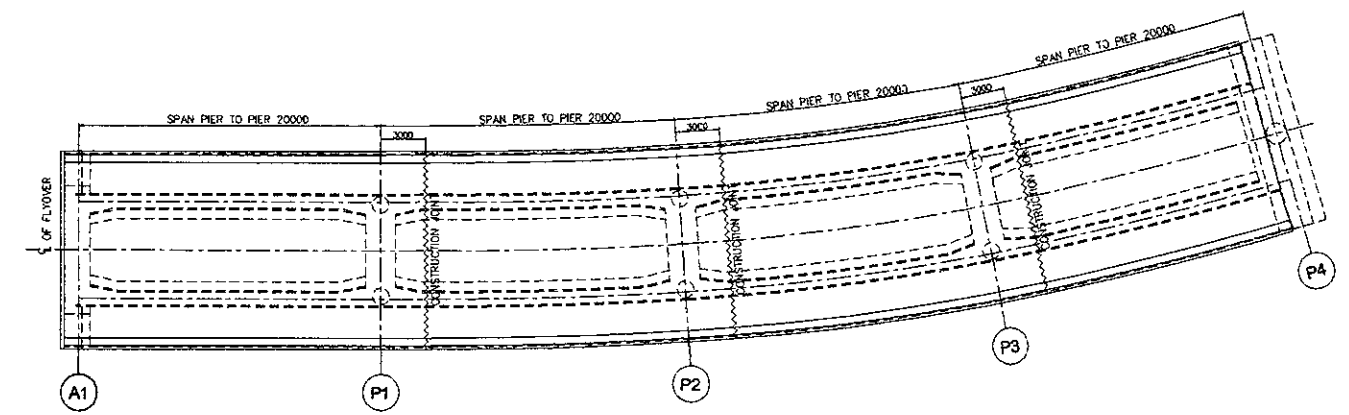 SPAN PIER TO PIER 20000
SPAN PIER TO PIER 20000
SPAN PIER TO PIER 20000
SPAN PIER TO PIER 20000
3000
3000
3000
℄ OF FLYOVER
CONSTRUCTION JOINT
CONSTRUCTION JOINT
CONSTRUCTION JOINT
A1
P1
P2
P3
P4